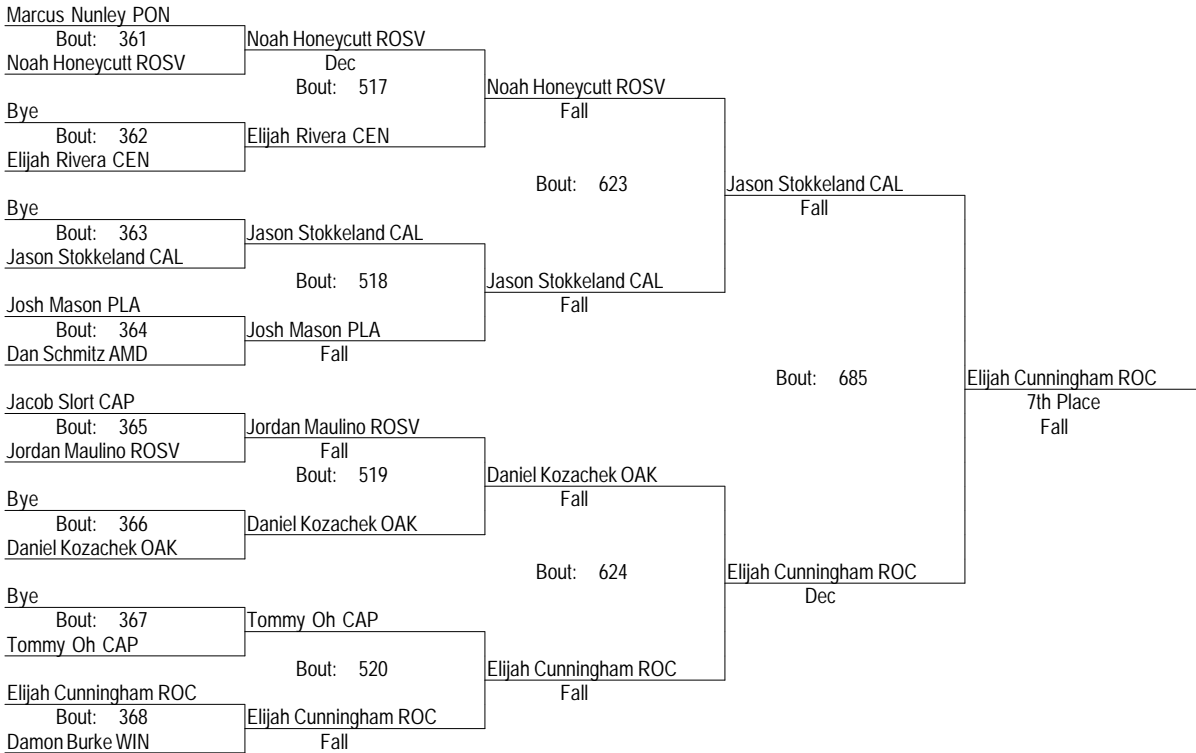 Marcus Nunley PON
Bout: 361
Noah Honeycutt ROSV
Noah Honeycutt ROSV
Dec
Bout: 517
Noah Honeycutt ROSV
Fall
Bye
Bout: 362
Elijah Rivera CEN
Elijah Rivera CEN
Bout: 623
Jason Stokkeland CAL
Fall
Bye
Bout: 363
Jason Stokkeland CAL
Jason Stokkeland CAL
Bout: 518
Jason Stokkeland CAL
Fall
Josh Mason PLA
Bout: 364
Dan Schmitz AMD
Josh Mason PLA
Fall
Bout: 685
Elijah Cunningham ROC
7th Place
Fall
Jacob Slort CAP
Bout: 365
Jordan Maulino ROSV
Jordan Maulino ROSV
Fall
Bout: 519
Daniel Kozachek OAK
Fall
Bye
Bout: 366
Daniel Kozachek OAK
Daniel Kozachek OAK
Bout: 624
Elijah Cunningham ROC
Dec
Bye
Bout: 367
Tommy Oh CAP
Tommy Oh CAP
Bout: 520
Elijah Cunningham ROC
Fall
Elijah Cunningham ROC
Bout: 368
Damon Burke WIN
Elijah Cunningham ROC
Fall